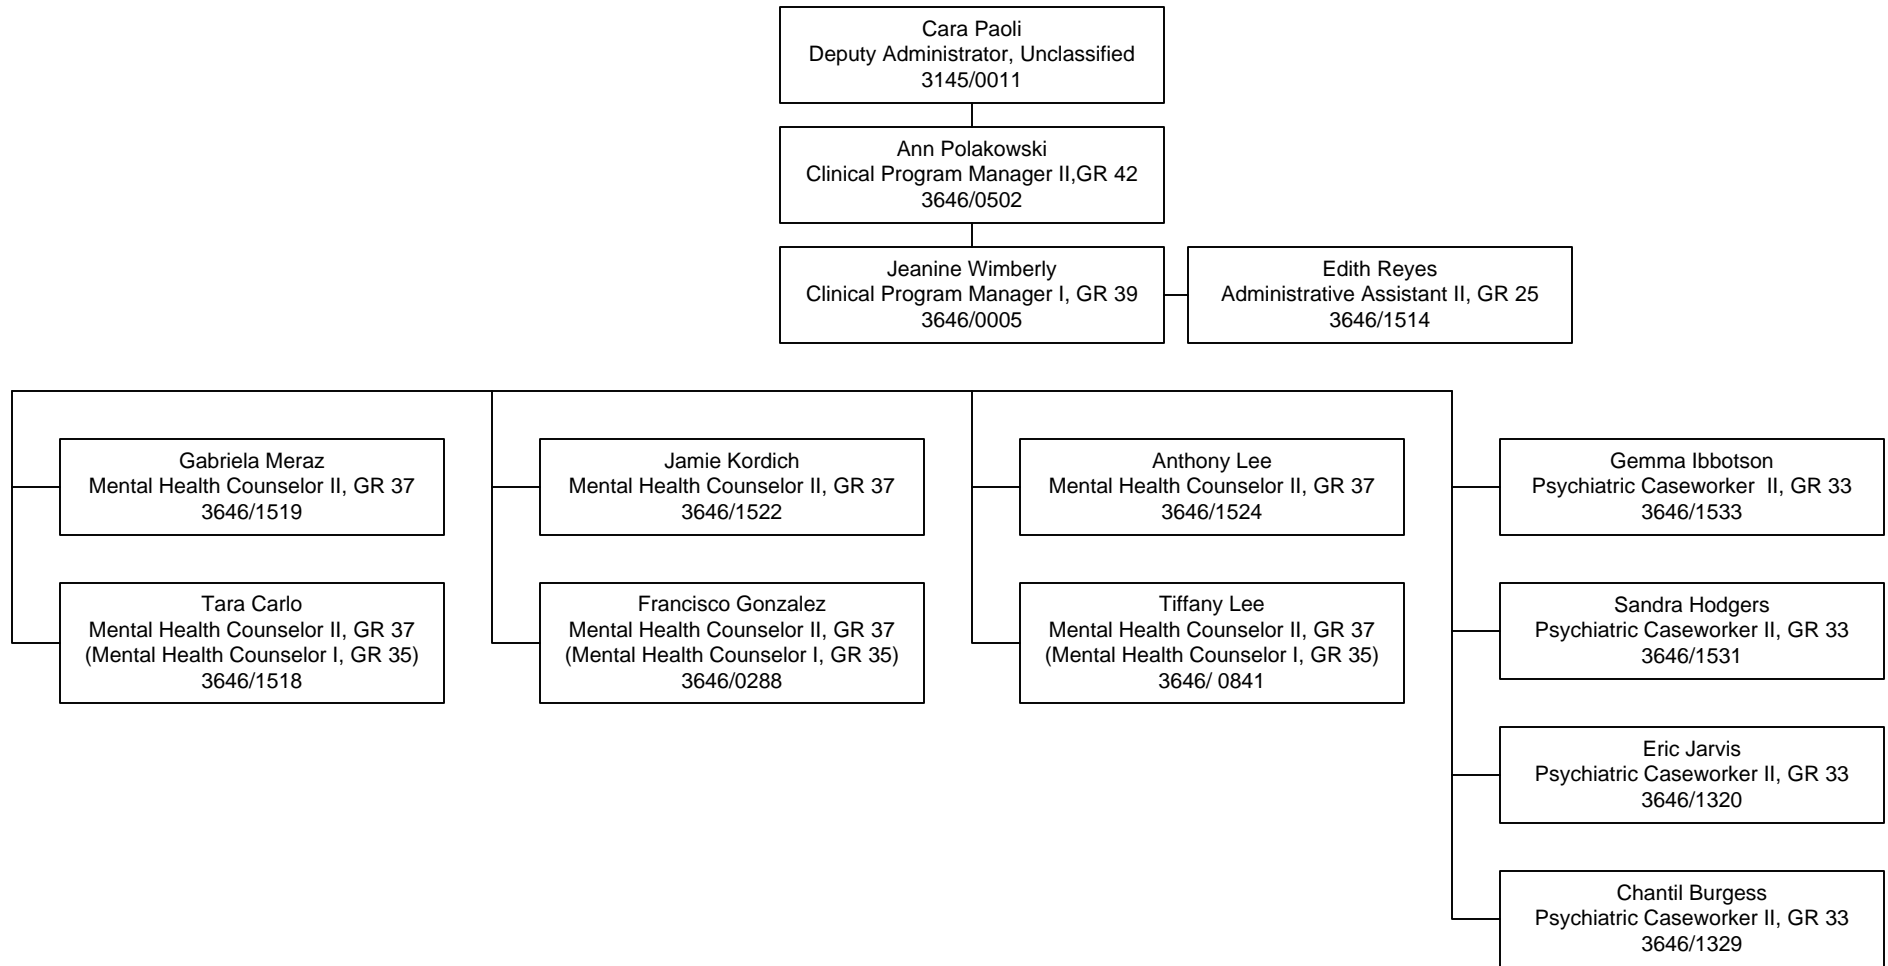 Cara Paoli
Deputy Administrator, Unclassified
3145/0011
Ann Polakowski
Clinical Program Manager II,GR 42
3646/0502
Jeanine Wimberly
Clinical Program Manager I, GR 39
3646/0005
Edith Reyes
Administrative Assistant II, GR 25
3646/1514
Gabriela Meraz
Mental Health Counselor II, GR 37
3646/1519
Jamie Kordich
Mental Health Counselor II, GR 37
3646/1522
Anthony Lee
Mental Health Counselor II, GR 37
3646/1524
Gemma Ibbotson
Psychiatric Caseworker  II, GR 33
3646/1533
Tara Carlo
Mental Health Counselor II, GR 37
(Mental Health Counselor I, GR 35)
3646/1518
Francisco Gonzalez
Mental Health Counselor II, GR 37
(Mental Health Counselor I, GR 35)
3646/0288
Tiffany Lee
Mental Health Counselor II, GR 37
(Mental Health Counselor I, GR 35)
3646/ 0841
Sandra Hodgers
Psychiatric Caseworker II, GR 33
3646/1531
Eric Jarvis
Psychiatric Caseworker II, GR 33
3646/1320
Chantil Burgess
Psychiatric Caseworker II, GR 33
3646/1329